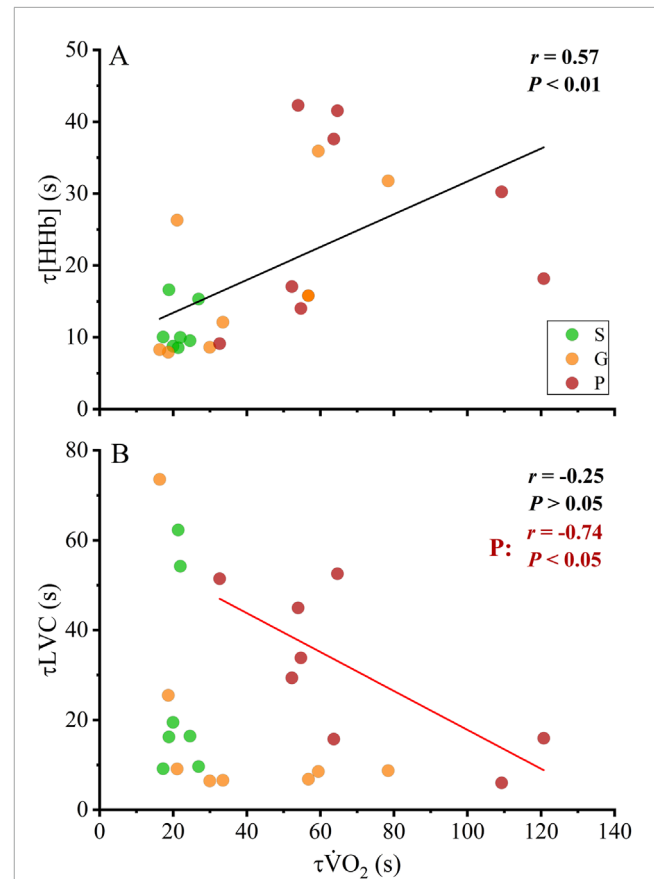 A
r = 0.57
P < 0.01
50
40
30
20
10
0
τ[HHb] (s)
S
G
P
B
r = -0.25
P > 0.05
P: r = -0.74
P < 0.05
80
60
40
20
0
τLVC (s)
0 20 40 60 80 100 120 140
τV̇O₂ (s)